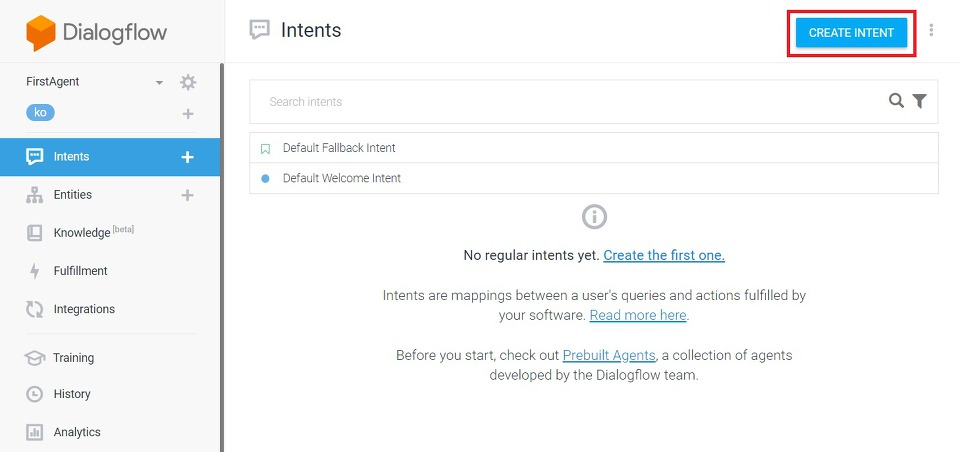 Dialogflow
Intents
CREATE INTENT
FirstAgent
ko
Search intents
Intents
Default Fallback Intent
Default Welcome Intent
Entities
Knowledge [beta]
Fulfillment
Integrations
Training
History
Analytics
No regular intents yet. Create the first one.
Intents are mappings between a user's queries and actions fulfilled by
your software. Read more here.
Before you start, check out Prebuilt Agents, a collection of agents
developed by the Dialogflow team.